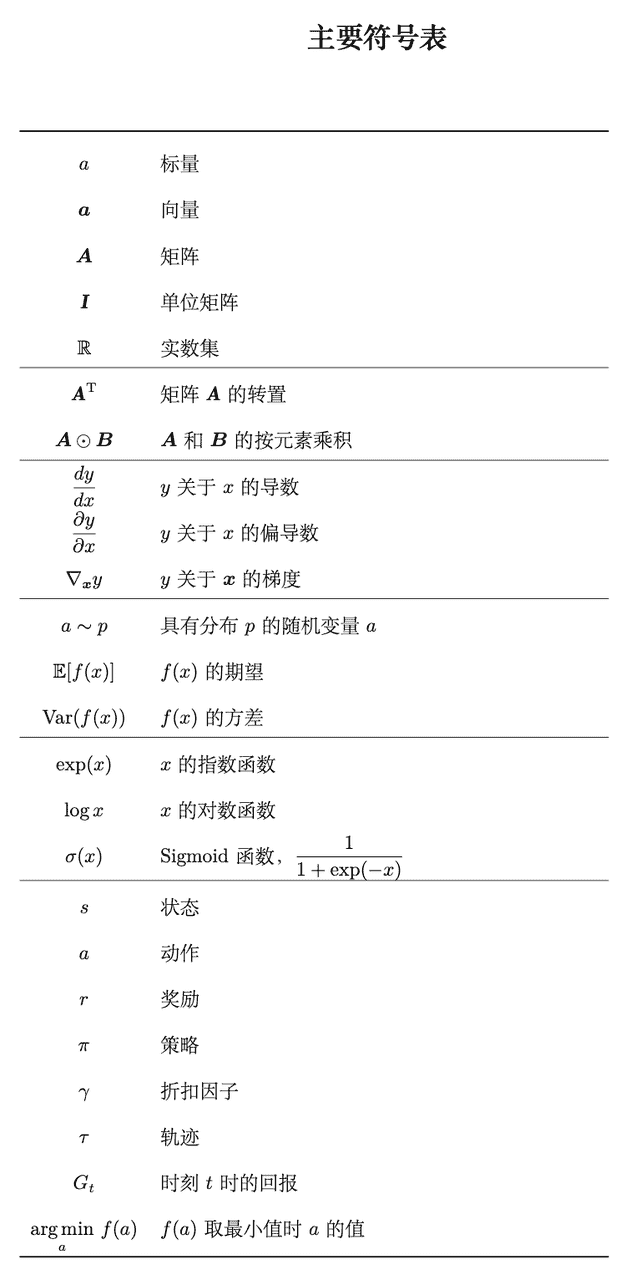 主要符号表
a 标量
a 向量
A 矩阵
I 单位矩阵
ℝ 实数集
Aᵀ 矩阵 A 的转置
A ⊙ B A 和 B 的按元素乘积
dy/dx y 关于 x 的导数
∂y/∂x y 关于 x 的偏导数
∇ₓy y 关于 x 的梯度
a ∼ p 具有分布 p 的随机变量 a
𝔼[f(x)] f(x) 的期望
Var(f(x)) f(x) 的方差
exp(x) x 的指数函数
log x x 的对数函数
σ(x) Sigmoid 函数, 1/(1 + exp(−x))
s 状态
a 动作
r 奖励
π 策略
γ 折扣因子
τ 轨迹
Gₜ 时刻 t 时的回报
arg minₐ f(a) f(a) 取最小值时 a 的值